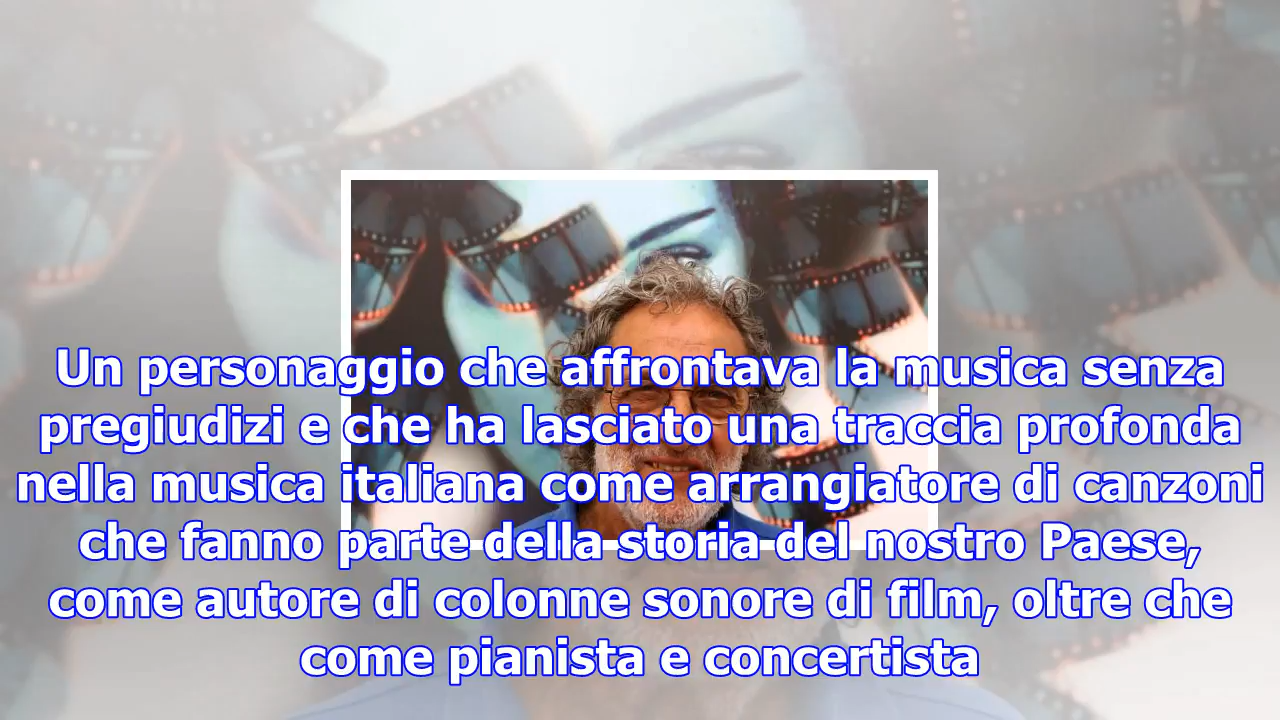 Un personaggio che affrontava la musica senza
pregiudizi e che ha lasciato una traccia profonda
nella musica italiana come arrangiatore di canzoni
che fanno parte della storia del nostro Paese,
come autore di colonne sonore di film, oltre che
come pianista e concertista